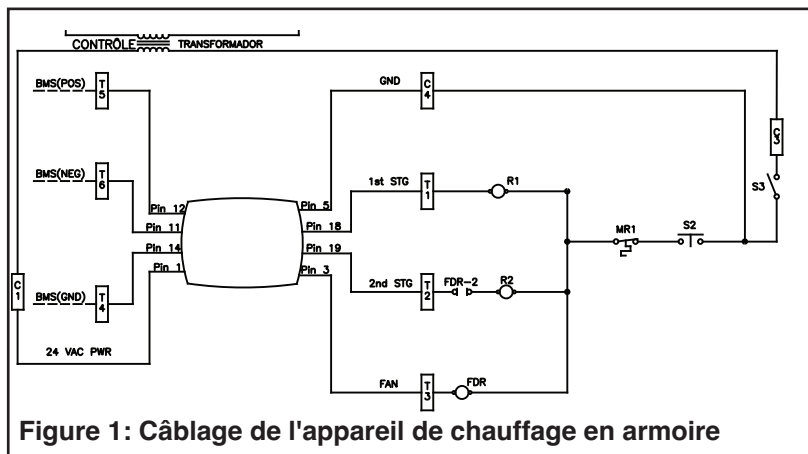 CONTRÔLE TRANSFORMADOR
BMS(POS)
T5
GND
C4
C3
S3
BMS(NEG)
T6
Pin 12
Pin 11
Pin 14
Pin 1
Pin 5
Pin 18
Pin 19
Pin 3
1st STG
T1
R1
MR1
S2
C1
BMS(GND)
T4
2nd STG
T2
FDR-2
R2
24 VAC PWR
FAN
T3
FDR
Figure 1: Câblage de l'appareil de chauffage en armoire